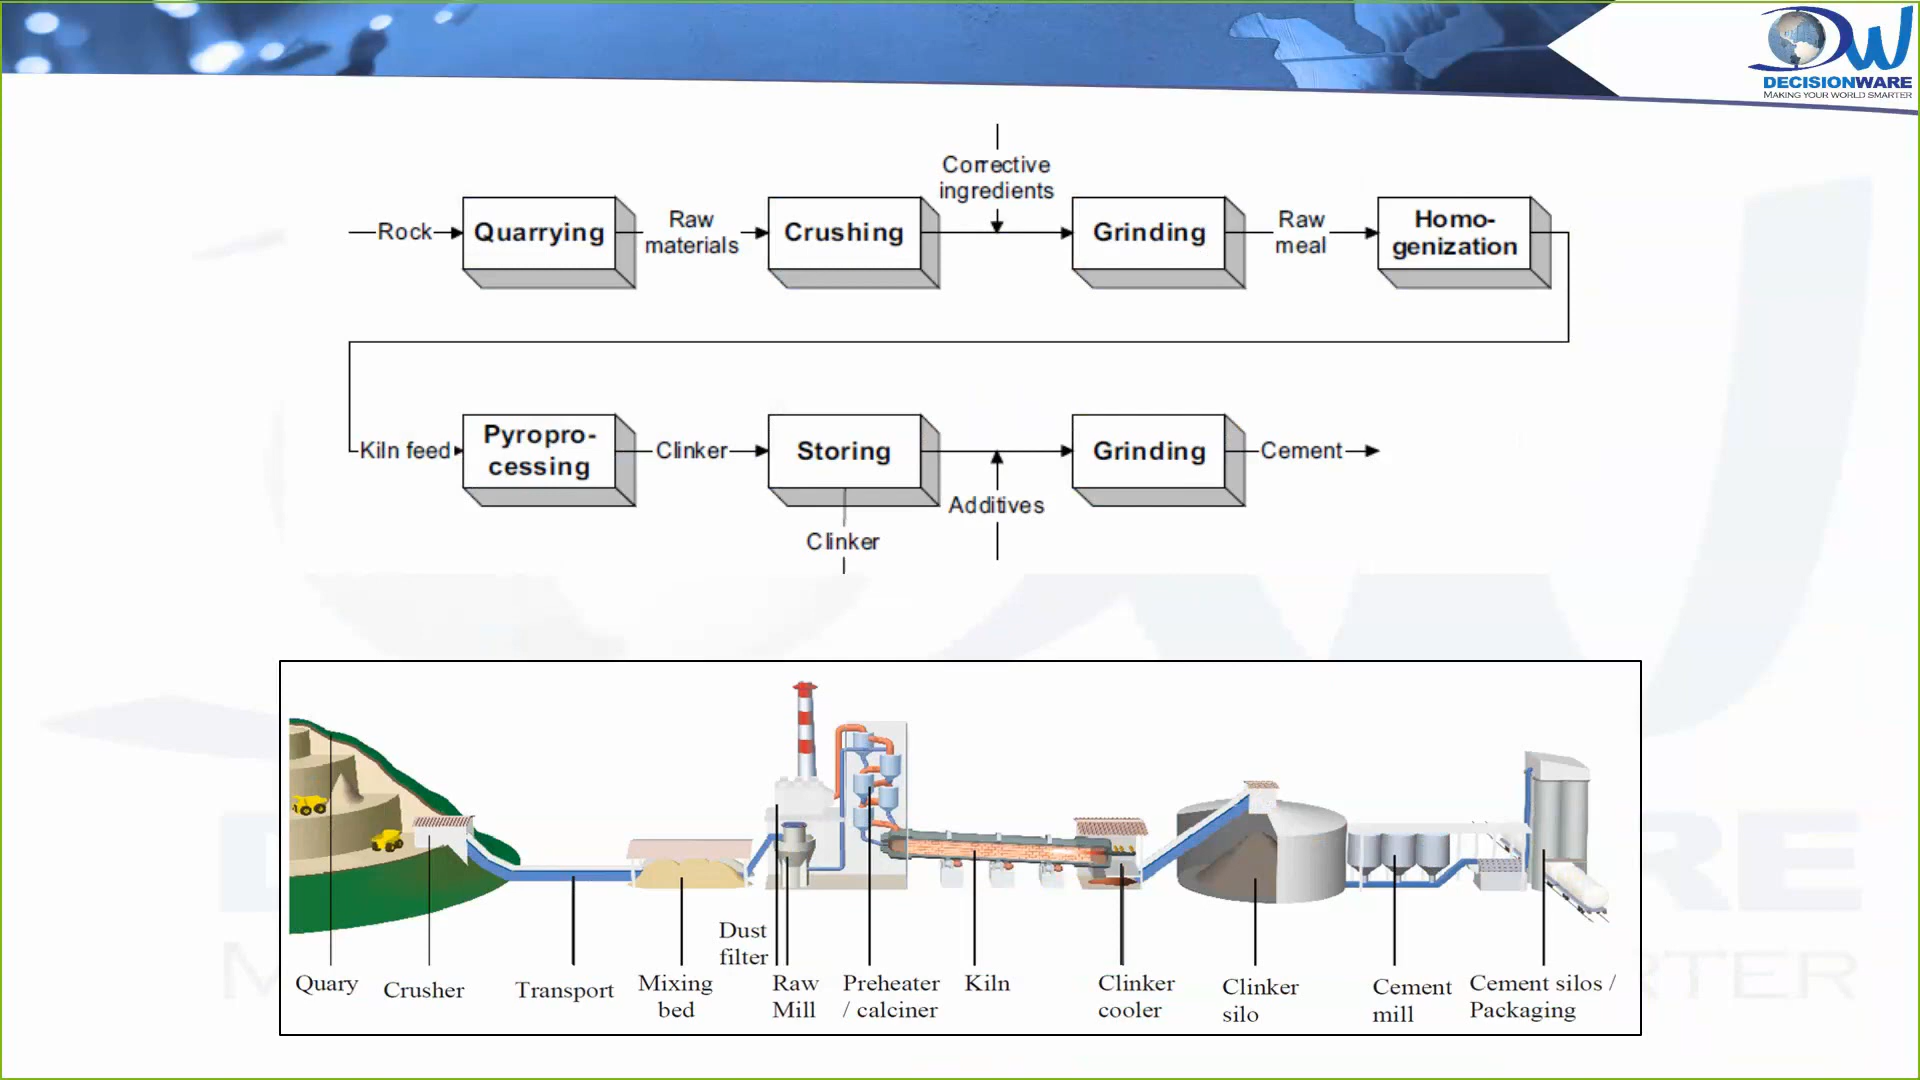 DECISIONWARE
MAKING YOUR WORLD SMARTER
Corrective
ingredients
Rock
Quarrying
Raw
materials
Crushing
Grinding
Raw
meal
Homo-
genization
Kiln feed
Pyropro-
cessing
Clinker
Storing
Additives
Grinding
Cement
Clinker
Quary
Crusher
Transport
Mixing
bed
Dust
filter
Raw
Mill
Preheater
/ calciner
Kiln
Clinker
cooler
Clinker
silo
Cement
mill
Cement silos /
Packaging